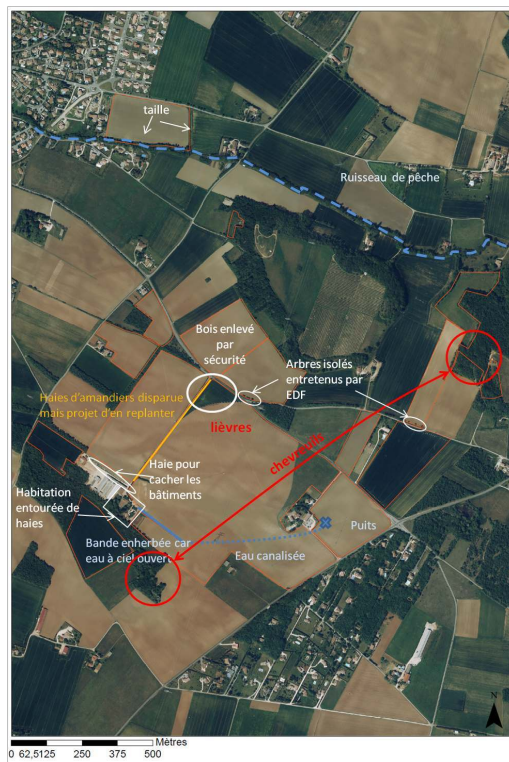 taille
Ruisseau de pêche
Bois enlevé
par
sécurité
Arbres isolés
entretenus par
EDF
Haies d'amandiers disparue
mais projet d'en replanter
lièvres
chevreuils
Haie pour
cacher les
bâtiments
Habitation
entourée de
haies
Puits
Bande enherbée car
eau à ciel ouvert
Eau canalisée
N
Mètres
0 62,5125 250 375 500